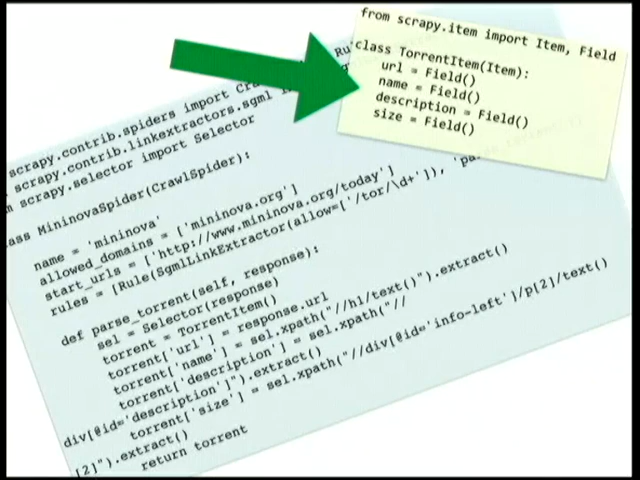 from scrapy.item import Item, Field
class TorrentItem(Item):
url = Field()
name = Field()
description = Field()
size = Field()
scrapy.contrib.spiders import
scrapy.contrib.linkextractors.sgml
scrapy.selector import Selector
MininovaSpider(CrawlSpider):
name = 'mininova'
allowed_domains = ['mininova.org']
start_urls = ['http://www.mininova.org/today']
rules = [Rule(SgmlLinkExtractor(allow=['/tor/\d+']),
def parse_torrent(self, response):
sel = Selector(response)
torrent = TorrentItem()
torrent['url'] = response.url
torrent['name'] = sel.xpath("//h1/text()").extract()
torrent['description'] = sel.xpath("//
div[@id='description']").extract()
torrent['size'] = sel.xpath("//div[@id='info-left']/p[2]/text()
[2]").extract()
return torrent